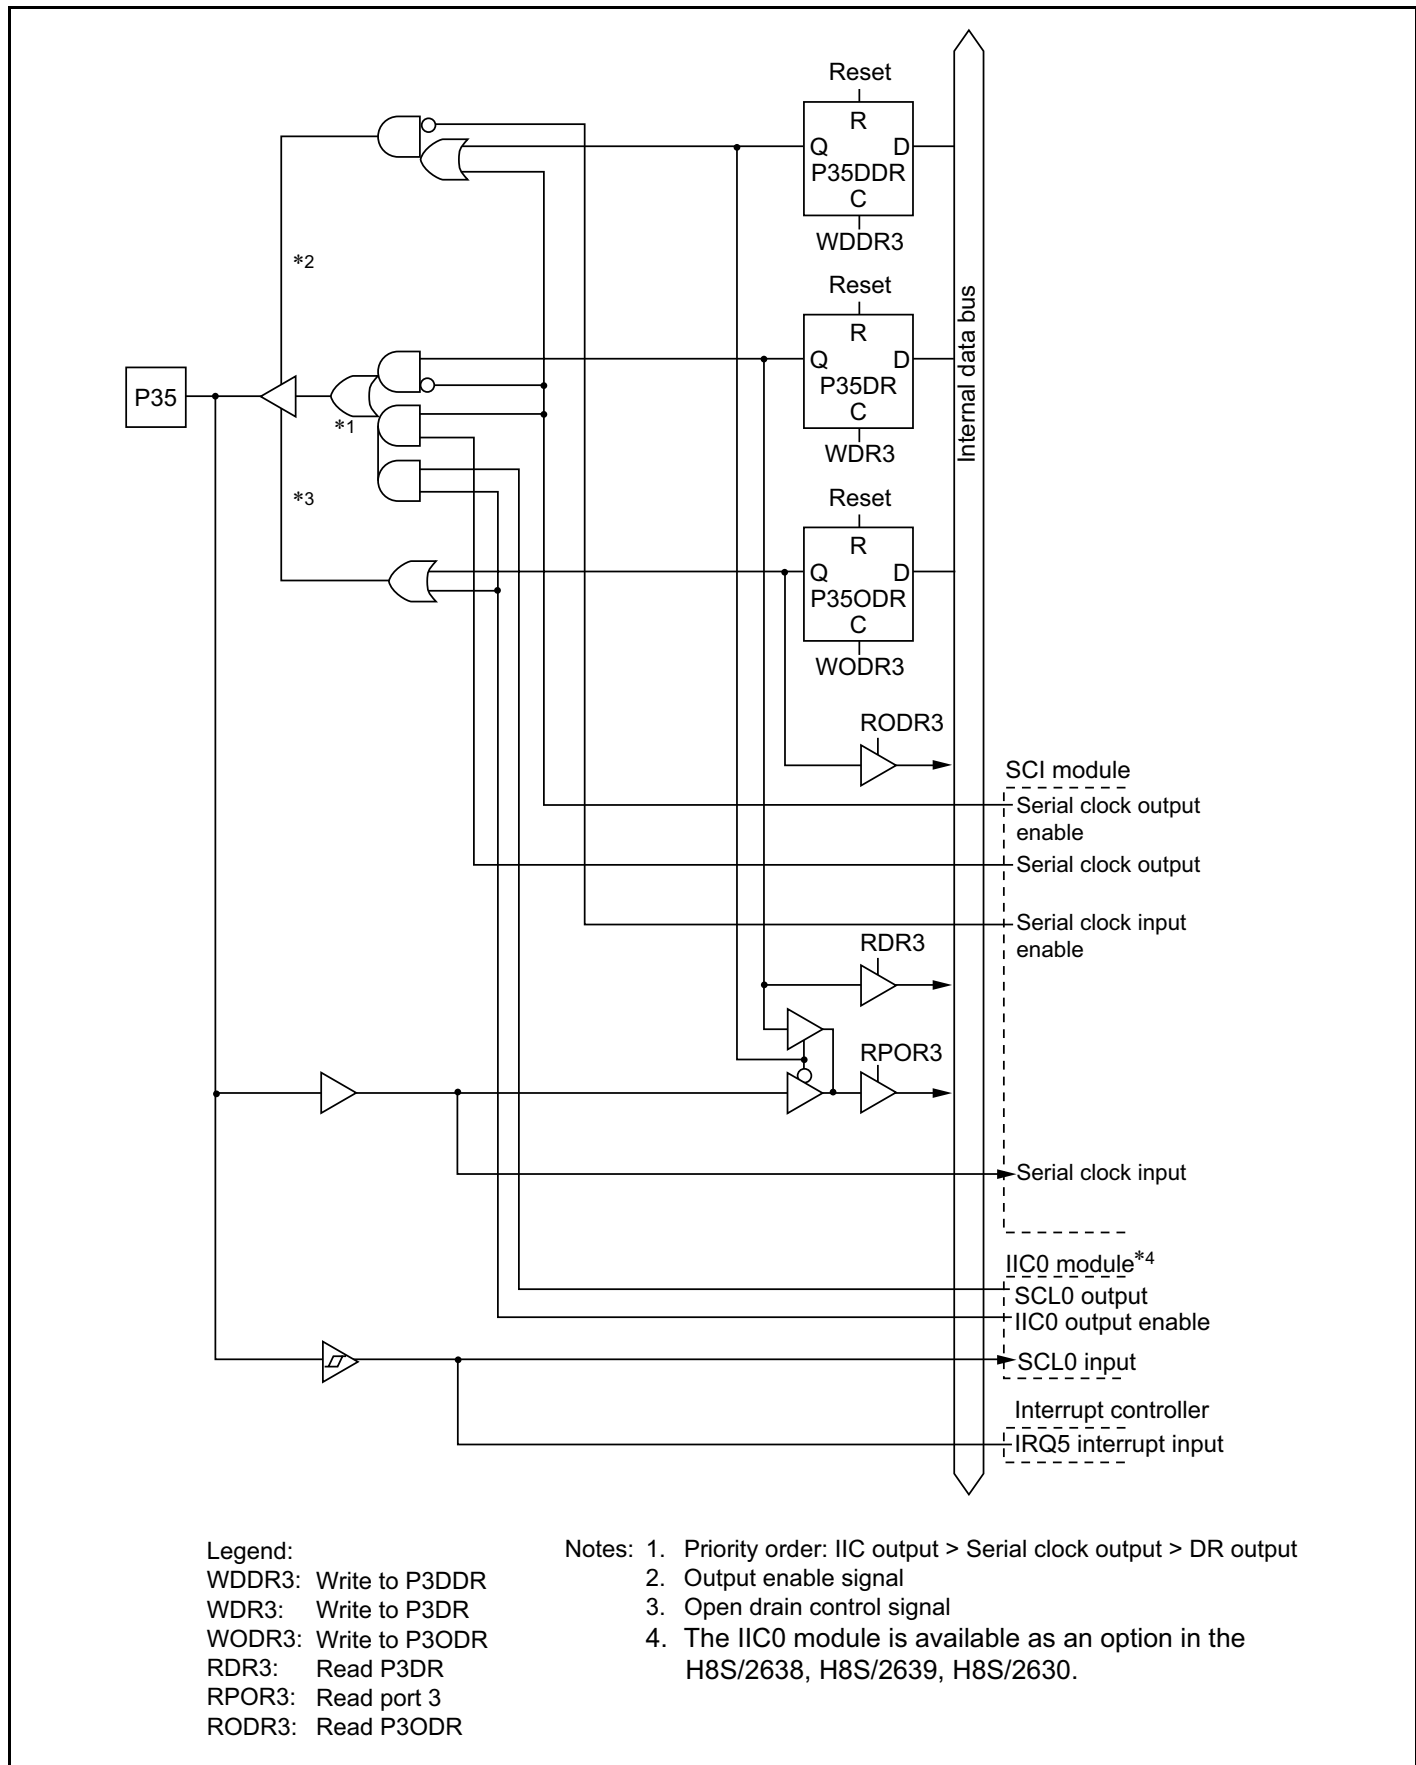 Reset
R
Q D
P35DDR
C
WDDR3
*2
Reset
R
Q D
P35DR
C
WDR3
Internal data bus
P35
*1
*3
Reset
R
Q D
P35ODR
C
WODR3
RODR3
SCI module
Serial clock output
enable
Serial clock output
Serial clock input
enable
RDR3
RPOR3
Serial clock input
IIC0 module*4
SCL0 output
IIC0 output enable
SCL0 input
Interrupt controller
IRQ5 interrupt input
Legend:
WDDR3: Write to P3DDR
WDR3: Write to P3DR
WODR3: Write to P3ODR
RDR3: Read P3DR
RPOR3: Read port 3
RODR3: Read P3ODR
Notes: 1. Priority order: IIC output > Serial clock output > DR output
2. Output enable signal
3. Open drain control signal
4. The IIC0 module is available as an option in the
H8S/2638, H8S/2639, H8S/2630.